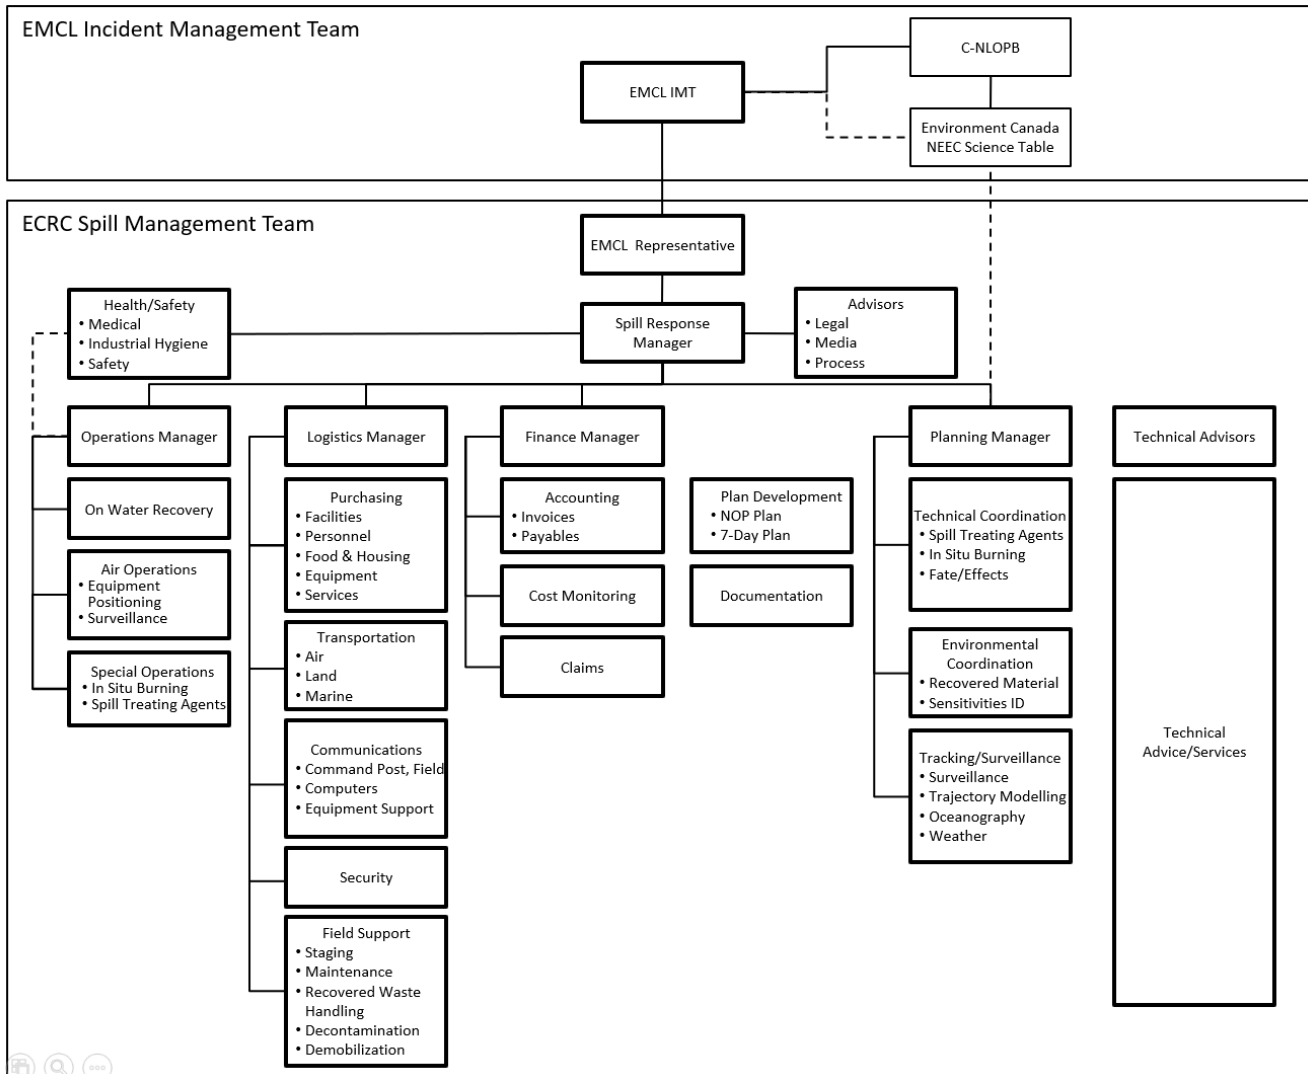 EMCL Incident Management Team
C-NLOPB
EMCL IMT
Environment Canada
NEEC Science Table
ECRC Spill Management Team
EMCL Representative
Health/Safety
• Medical
• Industrial Hygiene
• Safety
Spill Response
Manager
Advisors
• Legal
• Media
• Process
Operations Manager
Logistics Manager
Finance Manager
Planning Manager
Technical Advisors
On Water Recovery
Air Operations
• Equipment
Positioning
• Surveillance
Special Operations
• In Situ Burning
• Spill Treating Agents
Purchasing
• Facilities
• Personnel
• Food & Housing
• Equipment
• Services
Transportation
• Air
• Land
• Marine
Communications
• Command Post, Field
• Computers
• Equipment Support
Security
Field Support
• Staging
• Maintenance
• Recovered Waste
Handling
• Decontamination
• Demobilization
Accounting
• Invoices
• Payables
Cost Monitoring
Claims
Plan Development
• NOP Plan
• 7-Day Plan
Documentation
Technical Coordination
• Spill Treating Agents
• In Situ Burning
• Fate/Effects
Environmental
Coordination
• Recovered Material
• Sensitivities ID
Tracking/Surveillance
• Surveillance
• Trajectory Modelling
• Oceanography
• Weather
Technical
Advice/Services